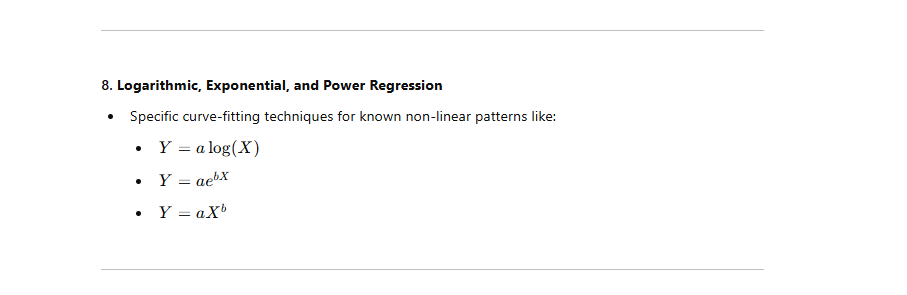 8. Logarithmic, Exponential, and Power Regression
• Specific curve-fitting techniques for known non-linear patterns like:
• Y = a log(X)
• Y = ae^{bX}
• Y = aX^b